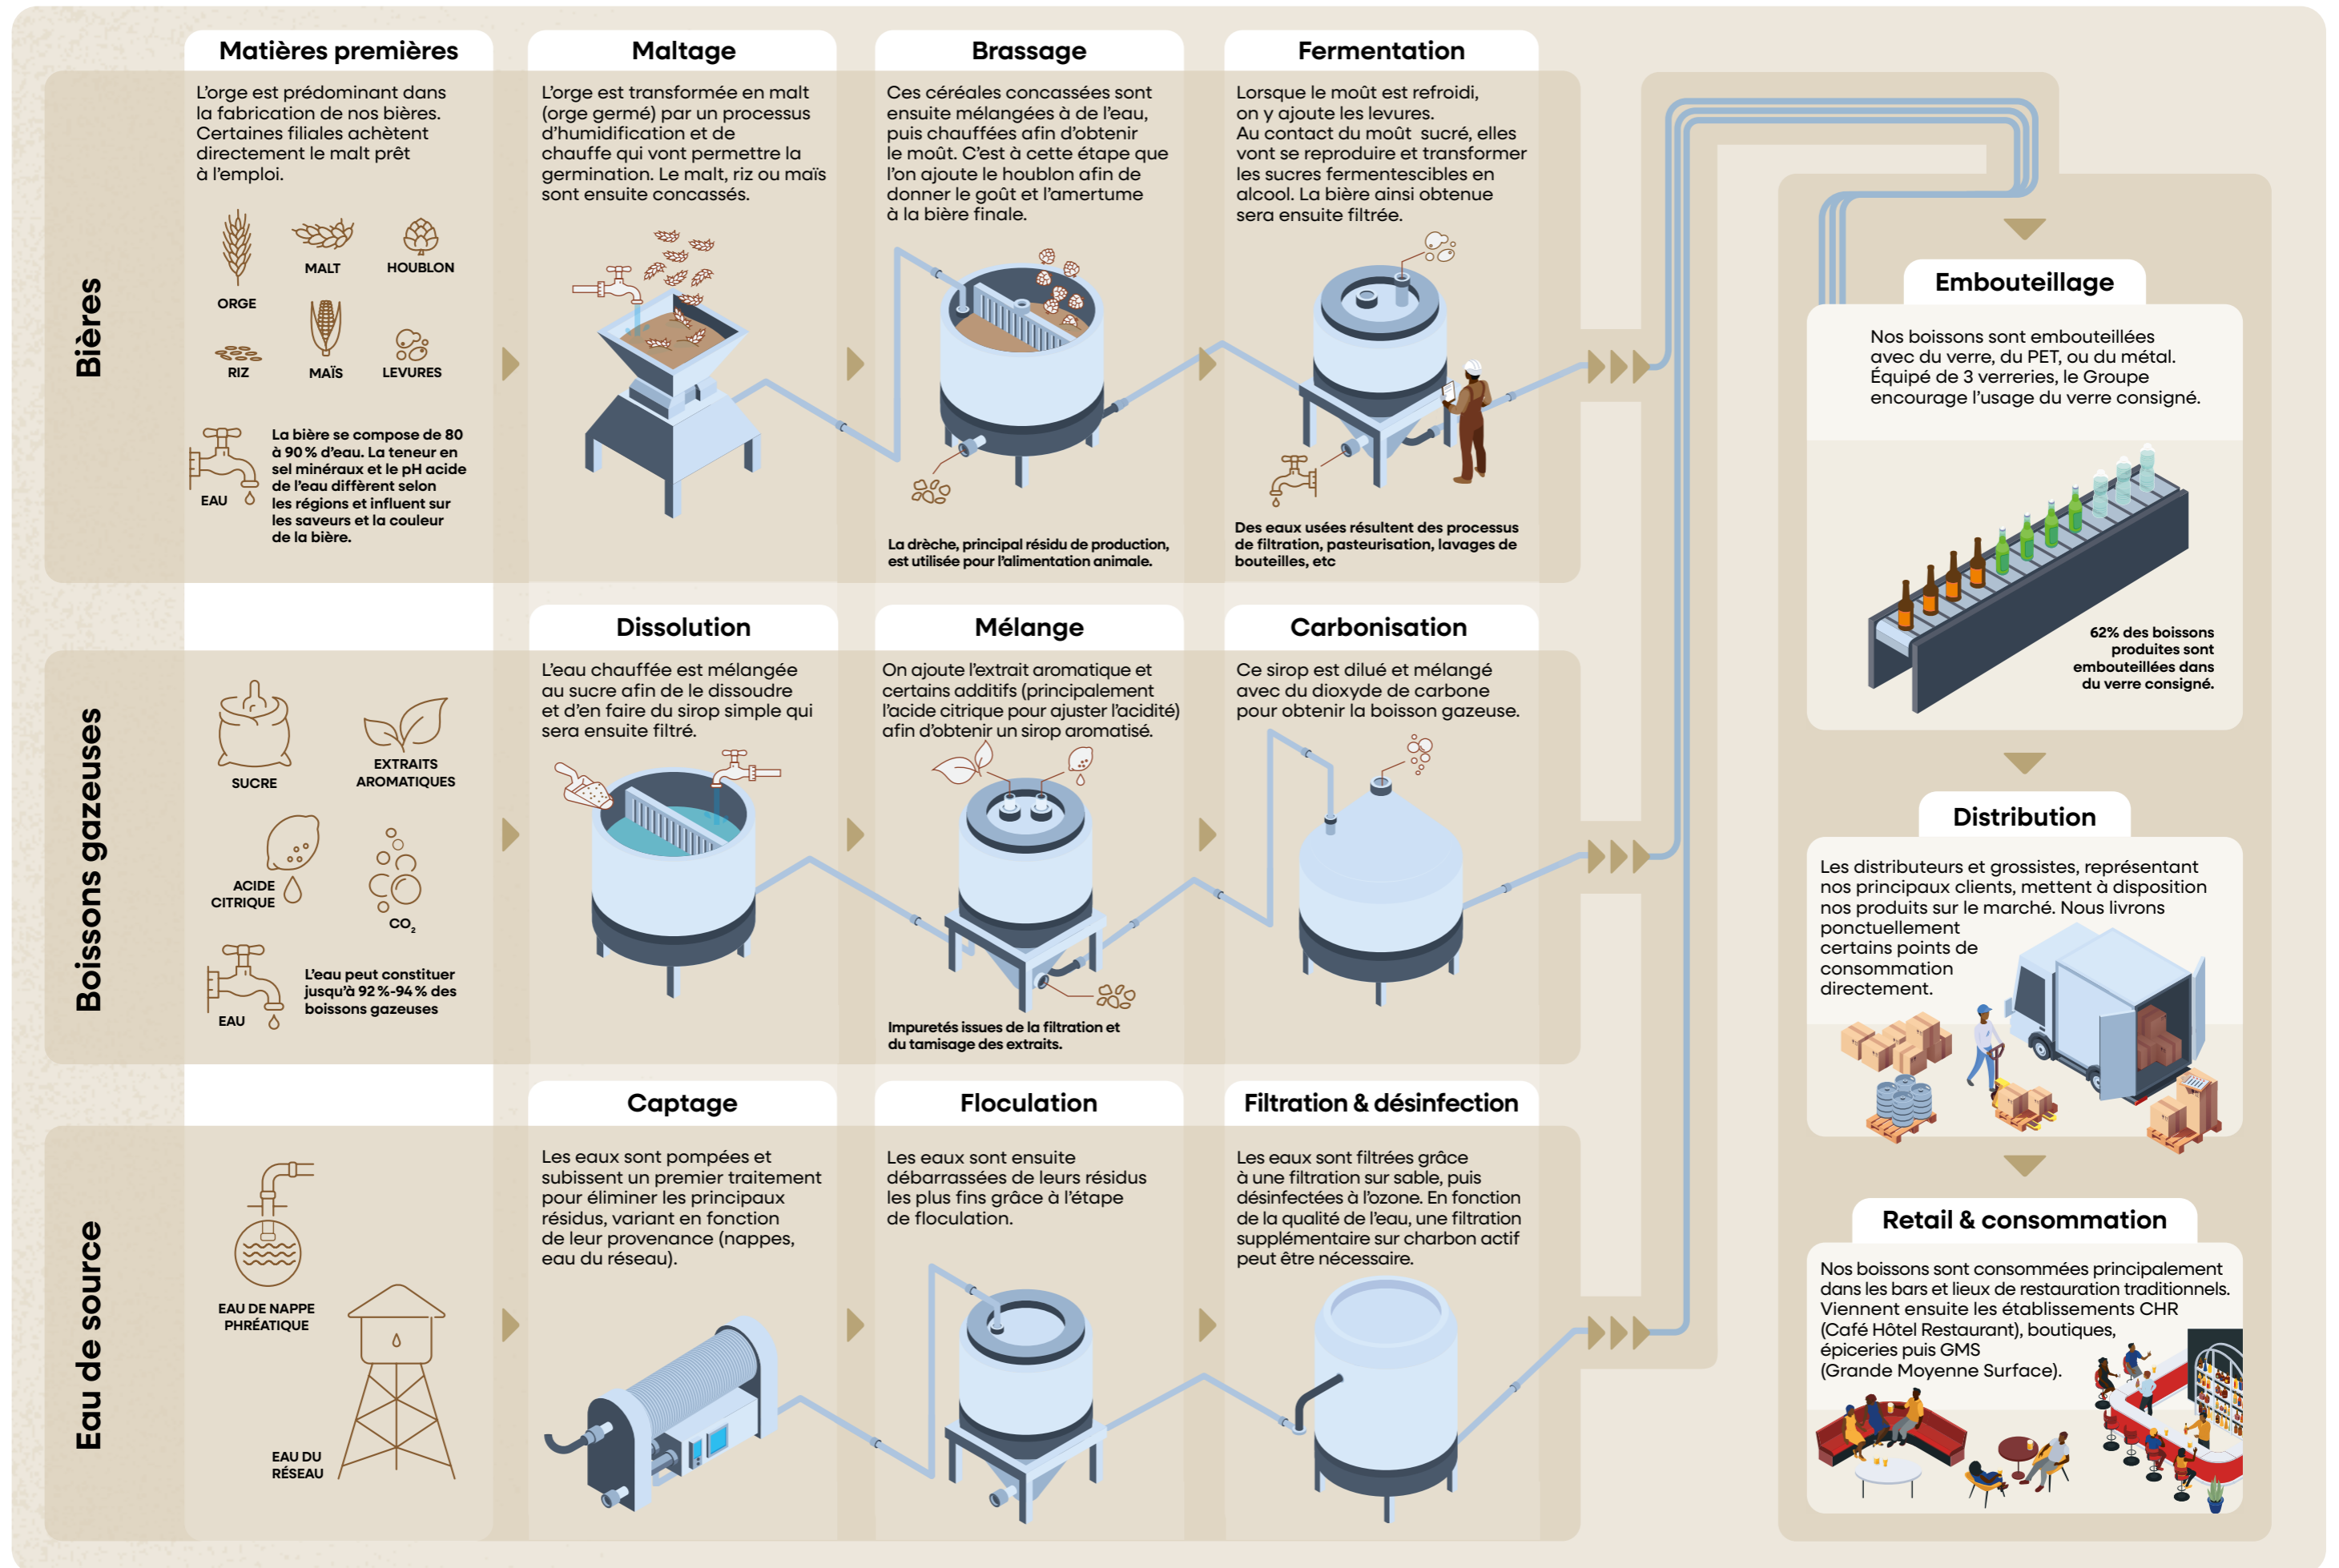 Bières
Matières premières
L'orge est prédominant dans
la fabrication de nos bières.
Certaines filiales achètent
directement le malt prêt
à l'emploi.
ORGE
MALT
HOUBLON
RIZ
MAÏS
LEVURES
EAU
La bière se compose de 80
à 90 % d'eau. La teneur en
sel minéraux et le pH acide
de l'eau diffèrent selon
les régions et influent sur
les saveurs et la couleur
de la bière.
Maltage
L'orge est transformée en malt
(orge germé) par un processus
d'humidification et de
chauffe qui vont permettre la
germination. Le malt, riz ou maïs
sont ensuite concassés.
Brassage
Ces céréales concassées sont
ensuite mélangées à de l'eau,
puis chauffées afin d'obtenir
le moût. C'est à cette étape que
l'on ajoute le houblon afin de
donner le goût et l'amertume
à la bière finale.
La drèche, principal résidu de production,
est utilisée pour l'alimentation animale.
Fermentation
Lorsque le moût est refroidi,
on y ajoute les levures.
Au contact du moût sucré, elles
vont se reproduire et transformer
les sucres fermentescibles en
alcool. La bière ainsi obtenue
sera ensuite filtrée.
Des eaux usées résultent des processus
de filtration, pasteurisation, lavages de
bouteilles, etc
Boissons gazeuses
SUCRE
EXTRAITS
AROMATIQUES
ACIDE
CITRIQUE
CO₂
EAU
L'eau peut constituer
jusqu'à 92 %-94 % des
boissons gazeuses
Dissolution
L'eau chauffée est mélangée
au sucre afin de le dissoudre
et d'en faire du sirop simple qui
sera ensuite filtré.
Mélange
On ajoute l'extrait aromatique et
certains additifs (principalement
l'acide citrique pour ajuster l'acidité)
afin d'obtenir un sirop aromatisé.
Impuretés issues de la filtration et
du tamisage des extraits.
Carbonisation
Ce sirop est dilué et mélangé
avec du dioxyde de carbone
pour obtenir la boisson gazeuse.
Eau de source
EAU DE NAPPE
PHRÉATIQUE
EAU DU
RÉSEAU
Captage
Les eaux sont pompées et
subissent un premier traitement
pour éliminer les principaux
résidus, variant en fonction
de leur provenance (nappes,
eau du réseau).
Floculation
Les eaux sont ensuite
débarrassées de leurs résidus
les plus fins grâce à l'étape
de floculation.
Filtration & désinfection
Les eaux sont filtrées grâce
à une filtration sur sable, puis
désinfectées à l'ozone. En fonction
de la qualité de l'eau, une filtration
supplémentaire sur charbon actif
peut être nécessaire.
Embouteillage
Nos boissons sont embouteillées
avec du verre, du PET, ou du métal.
Équipé de 3 verreries, le Groupe
encourage l'usage du verre consigné.
62% des boissons
produites sont
embouteillées dans
du verre consigné.
Distribution
Les distributeurs et grossistes, représentant
nos principaux clients, mettent à disposition
nos produits sur le marché. Nous livrons
ponctuellement
certains points de
consommation
directement.
Retail & consommation
Nos boissons sont consommées principalement
dans les bars et lieux de restauration traditionnels.
Viennent ensuite les établissements CHR
(Café Hôtel Restaurant), boutiques,
épiceries puis GMS
(Grande Moyenne Surface).